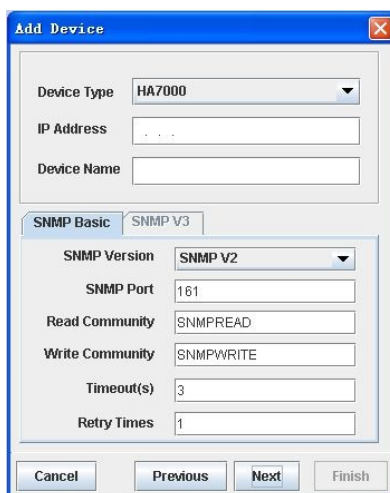 Add Device
Device Type HA7000
IP Address . . .
Device Name
SNMP Basic SNMP V3
SNMP Version SNMP V2
SNMP Port 161
Read Community SNMPREAD
Write Community SNMPWRITE
Timeout(s) 3
Retry Times 1
Cancel Previous Next Finish